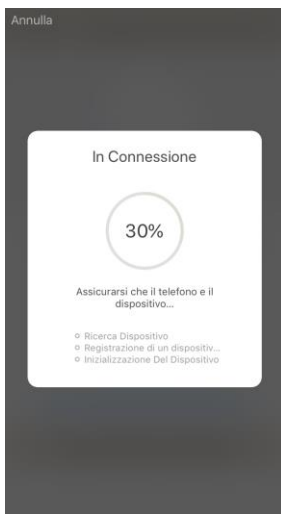 Annulla
In Connessione
30%
Assicurarsi che il telefono e il
dispositivo...
Ricerca Dispositivo
Registrazione di un dispositiv...
Inizializzazione Del Dispositivo